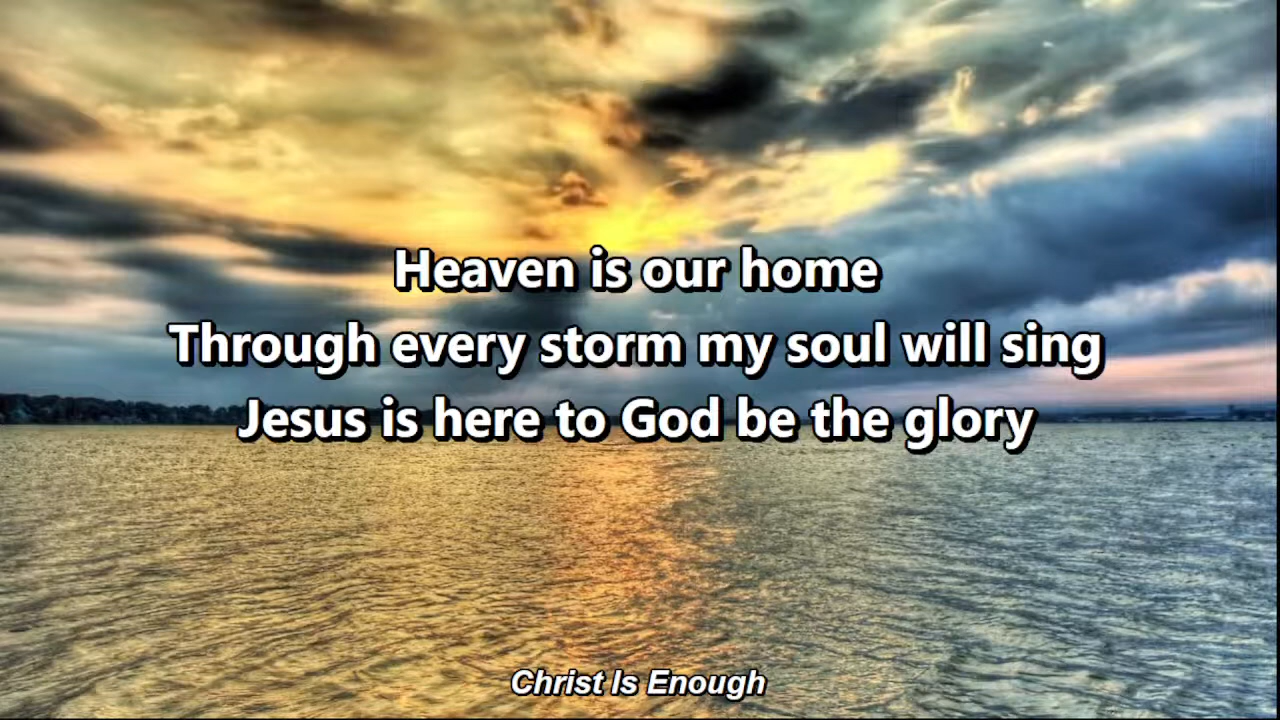 Heaven is our home
Through every storm my soul will sing
Jesus is here to God be the glory
Christ Is Enough